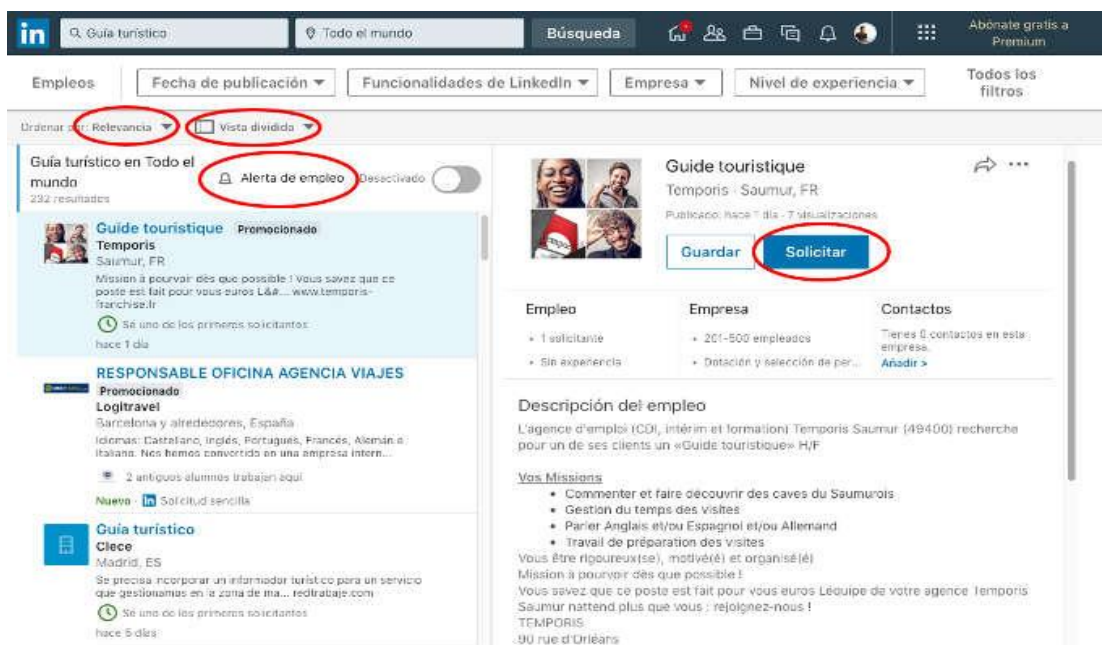 in
Guía turístico
Todo el mundo
Búsqueda
Abónate gratis a
Premium
Empleos
Fecha de publicación
Funcionalidades de LinkedIn
Empresa
Nivel de experiencia
Todos los
filtros
Ordenar por: Relevancia
Vista dividida
Guía turístico en Todo el
mundo
232 resultados
Alerta de empleo
Desactivado
Guide touristique Promocionado
Temporis
Saumur, FR
Mission à pourvoir dès que possible ! Vous savez que ce
poste est fait pour vous euros L&#... www.temporis-
franchise.fr
Sé uno de los primeros solicitantes
hace 1 día
RESPONSABLE OFICINA AGENCIA VIAJES
Promocionado
Logitravel
Barcelona y alrededores, España
Idiomas: Castellano, Inglés, Portugués, Francés, Alemán o
Italiano. Nos hemos convertido en una empresa intern...
2 antiguos alumnos trabajan aquí
Nuevo · in Solicitud sencilla
Guía turístico
Clece
Madrid, ES
Se precisa incorporar un informador turístico para un servicio
que gestionamos en la zona de ma... redtrabaje.com
Sé uno de los primeros solicitantes
hace 5 días
Guide touristique
Temporis · Saumur, FR
Publicado: hace 1 día · 7 visualizaciones
Guardar
Solicitar
Empleo
• 1 solicitante
• Sin experiencia
Empresa
• 201-500 empleados
• Dotación y selección de per...
Contactos
Tienes 0 contactos en esta
empresa.
Añadir >
Descripción del empleo
L'agence d'emploi (CDI, intérim et formation) Temporis Saumur (49400) recherche
pour un de ses clients un «Guide touristique» H/F
Vos Missions
• Commenter et faire découvrir des caves du Saumurois
• Gestion du temps des visites
• Parler Anglais et/ou Espagnol et/ou Allemand
• Travail de préparation des visites
Vous être rigoureux(se), motivé(é) et organisé(é)
Mission à pourvoir dès que possible !
Vous savez que ce poste est fait pour vous euros Léquipe de votre agence Temporis
Saumur nattend plus que vous : rejoignez-nous !
TEMPORIS
90 rue d'Orléans